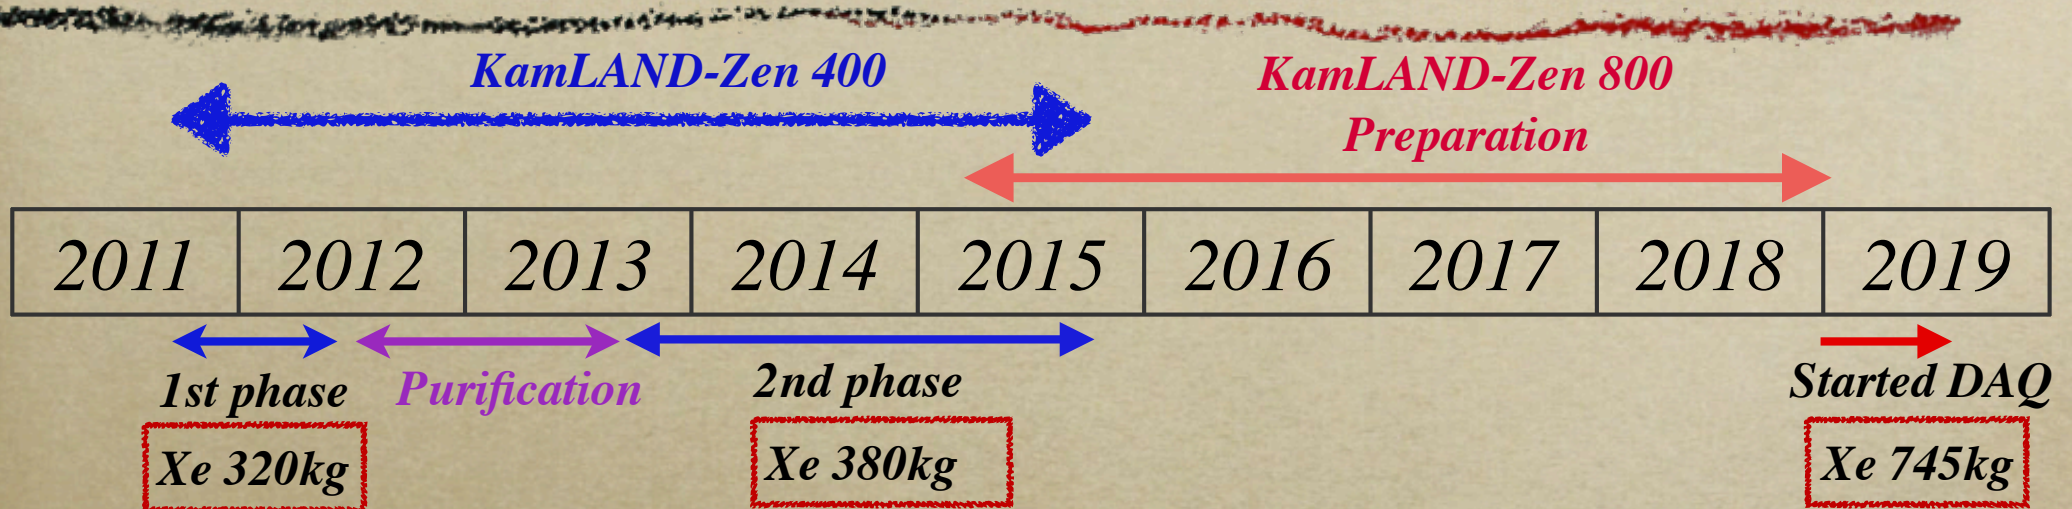 KamLAND-Zen 400
KamLAND-Zen 800
Preparation
2011 2012 2013 2014 2015 2016 2017 2018 2019
1st phase
Purification
2nd phase
Started DAQ
Xe 320kg
Xe 380kg
Xe 745kg